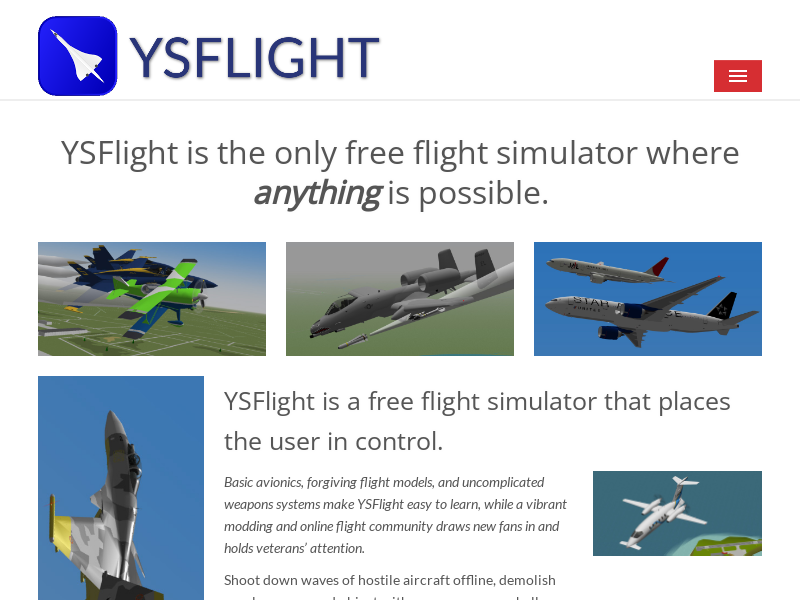 YSFLIGHT
YSFlight is the only free flight simulator where
anything is possible.
JAL
YSFlight is a free flight simulator that places
the user in control.
Basic avionics, forgiving flight models, and uncomplicated
weapons systems make YSFlight easy to learn, while a vibrant
modding and online flight community draws new fans in and
holds veterans’ attention.
Shoot down waves of hostile aircraft offline, demolish